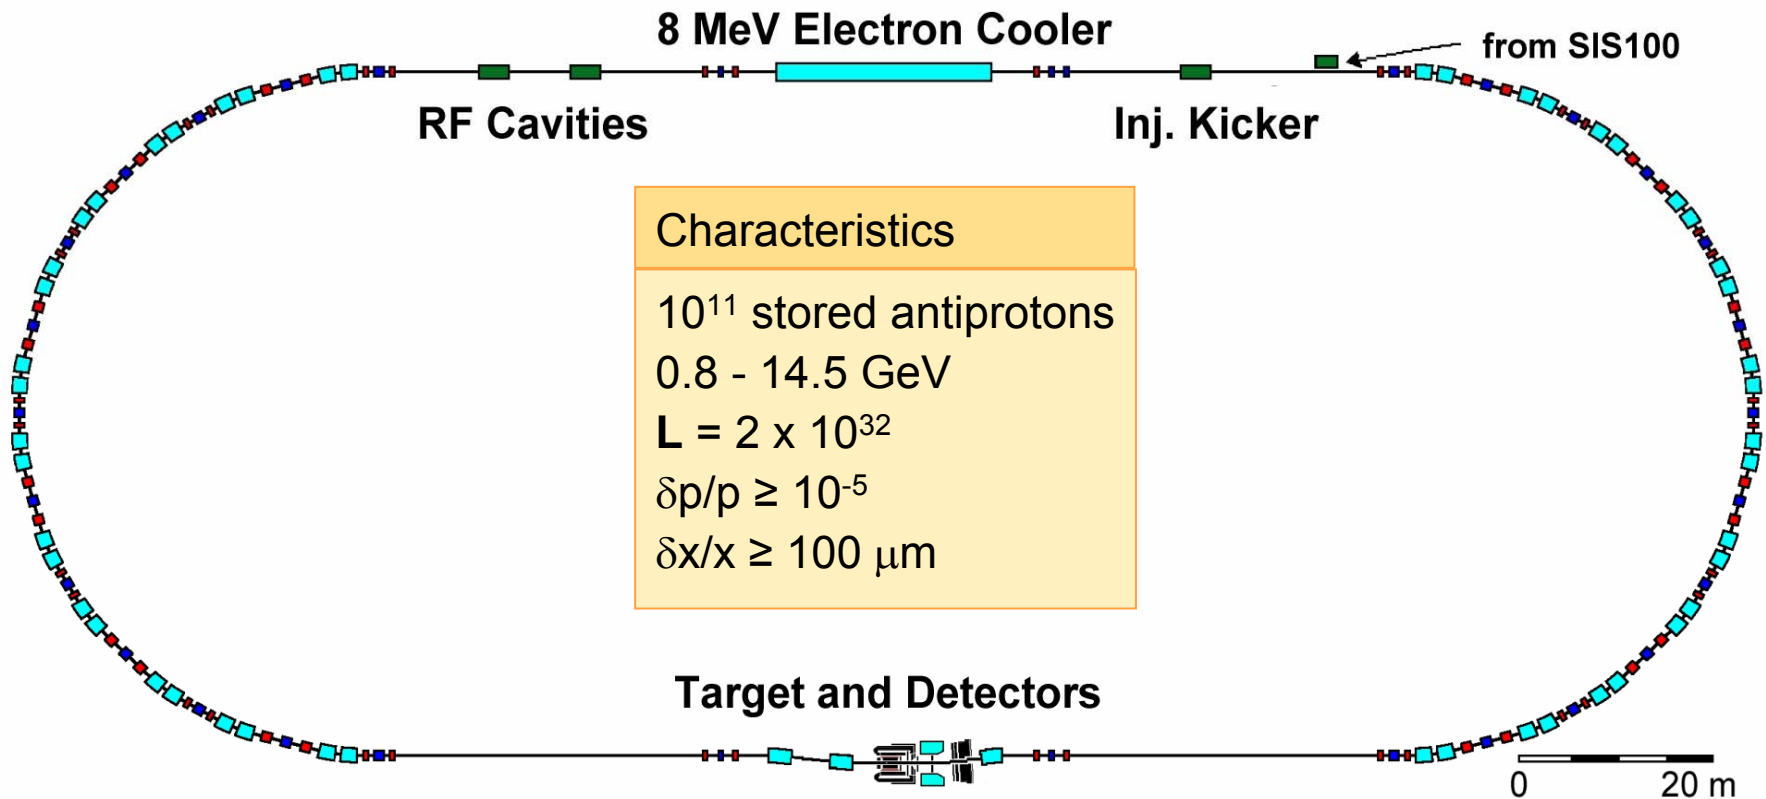 8 MeV Electron Cooler
from SIS100
RF Cavities
Inj. Kicker
Characteristics
10¹¹ stored antiprotons
0.8 - 14.5 GeV
L = 2 x 10³²
δp/p ≥ 10⁻⁵
δx/x ≥ 100 μm
Target and Detectors
0 20 m